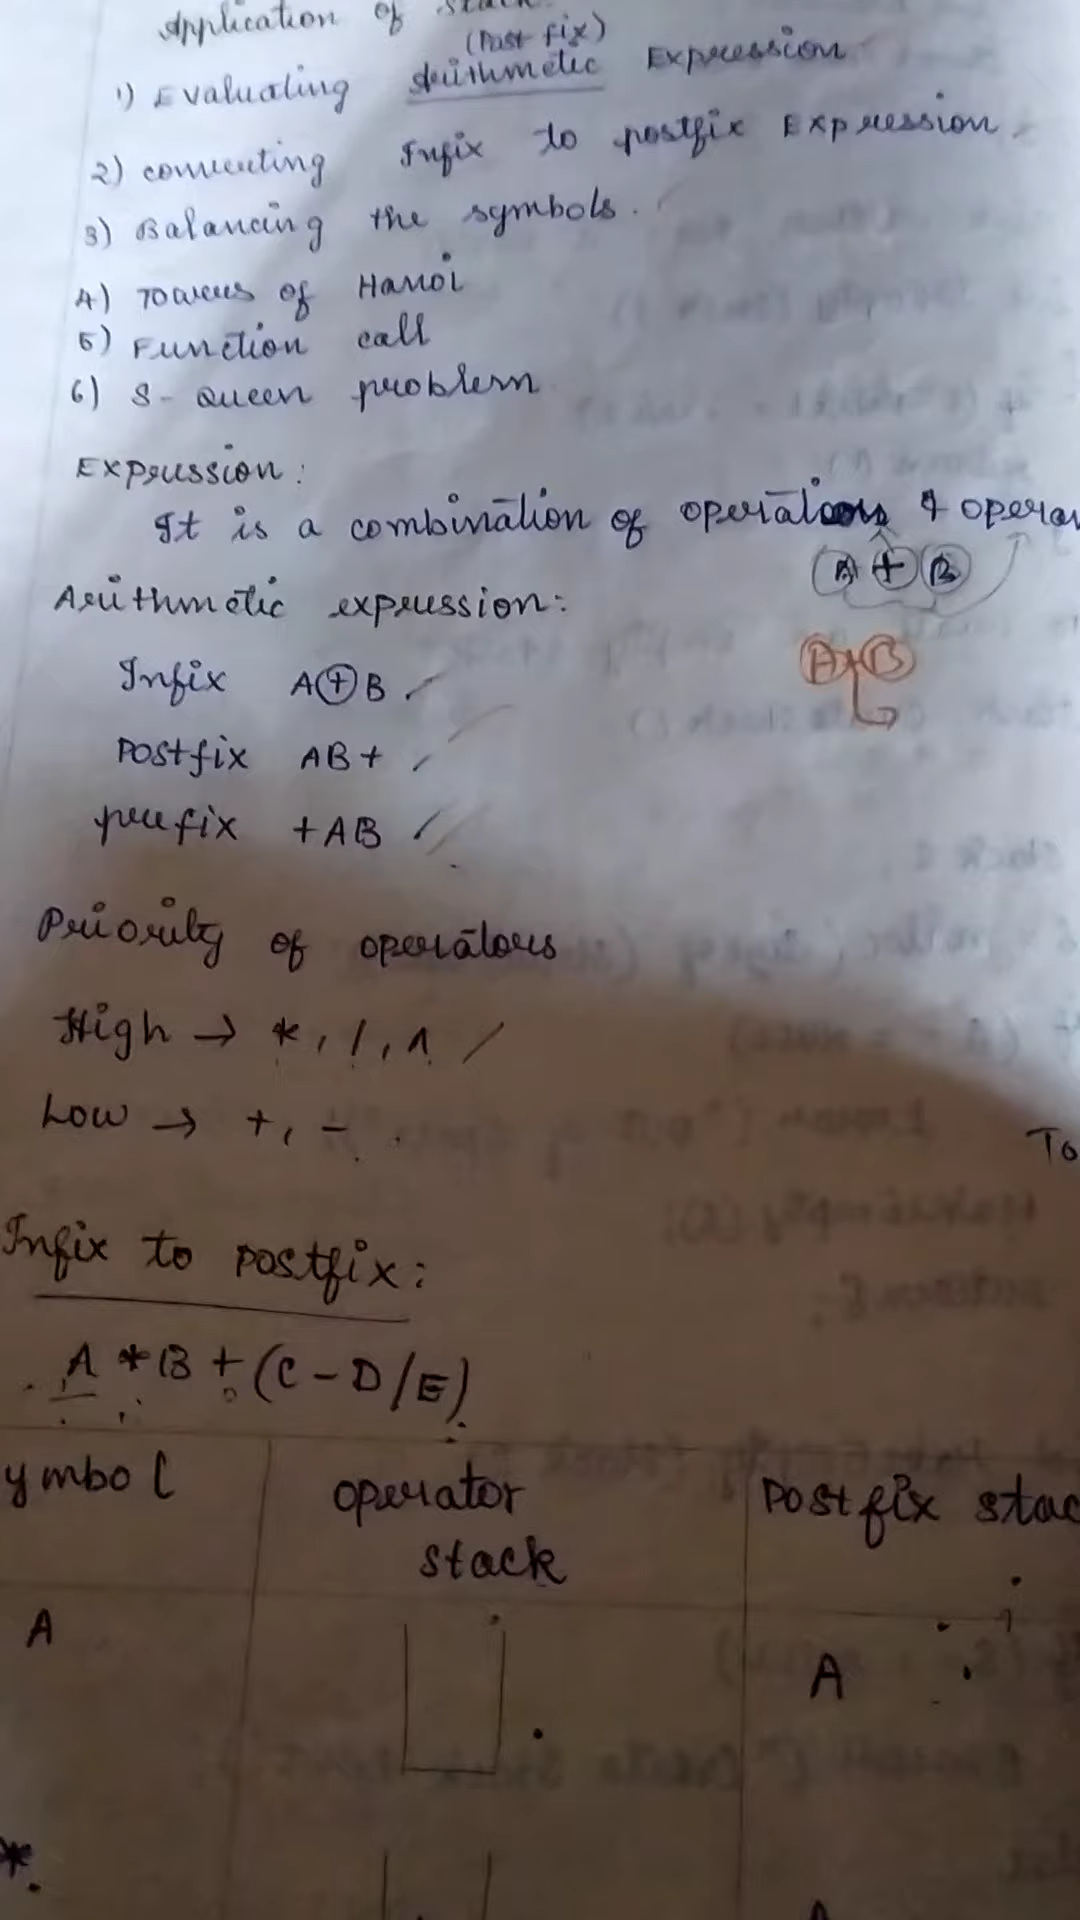 Application of stack
(Post fix)
1) Evaluating Arithmetic Expression
2) converting Infix to postfix Expression
3) Balancing the symbols.
4) Towers of Hanoi
5) Function call
6) 8-Queen problem
Expression:
It is a combination of operators &
A + B
Arithmetic expression:
A + B
Infix A+B
Postfix AB+
prefix +AB
Priority of operators
High → *, /, ^
Low → +, -
To
Infix to postfix:
A * B + (C - D/E)
ymbol operator stack Postfix stac
A A
*